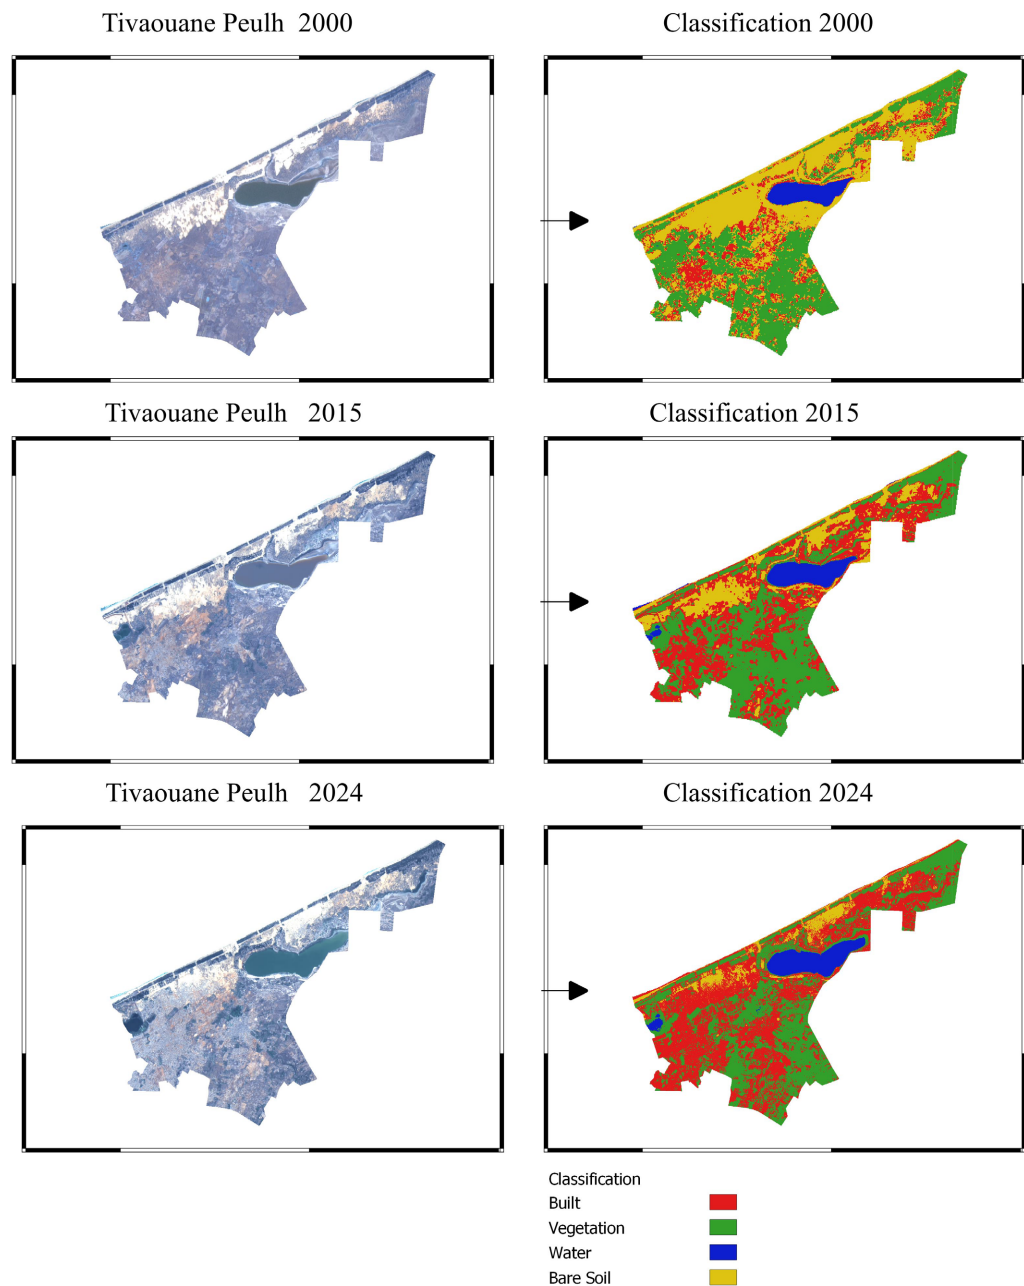 Tivaouane Peulh 2000
Classification 2000
Tivaouane Peulh 2015
Classification 2015
Tivaouane Peulh 2024
Classification 2024
Classification
Built
Vegetation
Water
Bare Soil